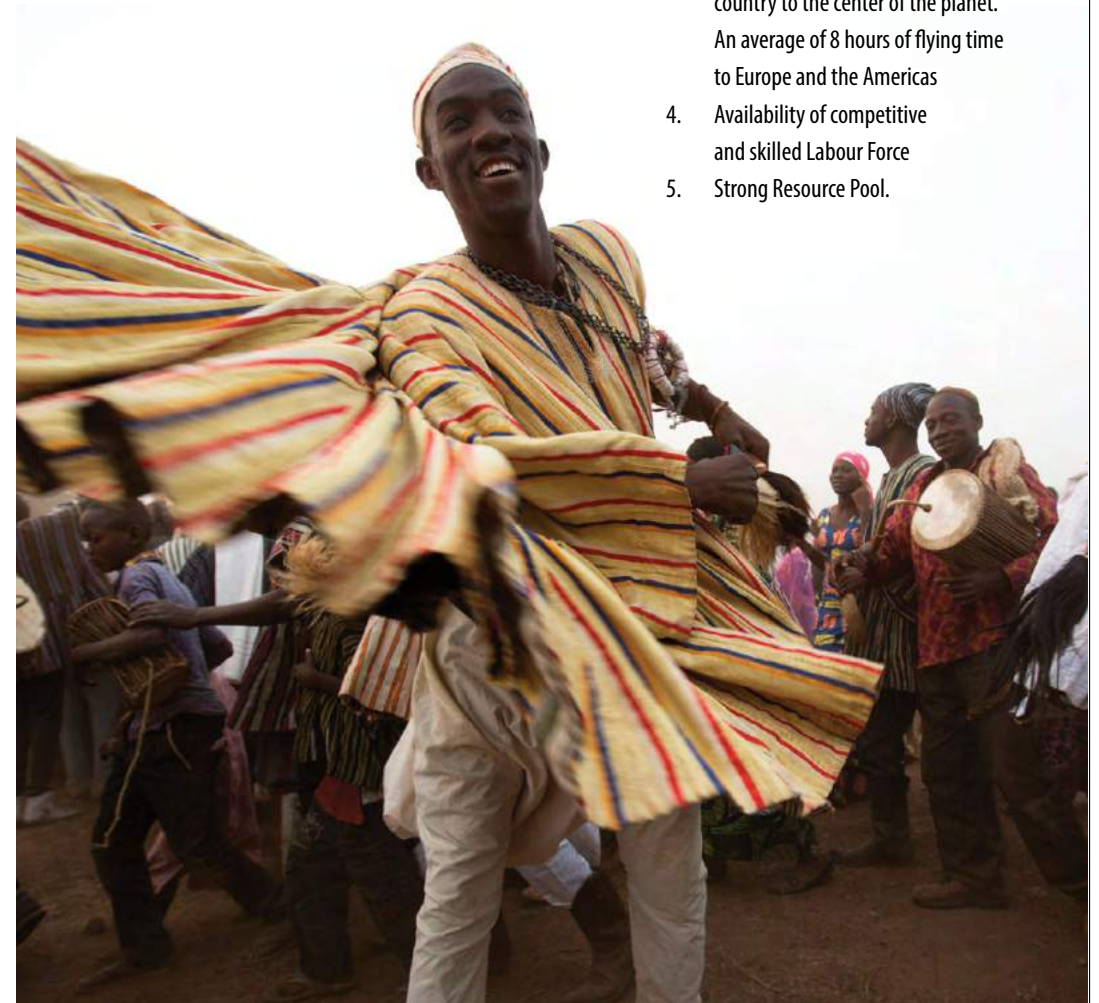 country to the center of the planet.
An average of 8 hours of flying time
to Europe and the Americas
4. Availability of competitive
and skilled Labour Force
5. Strong Resource Pool.